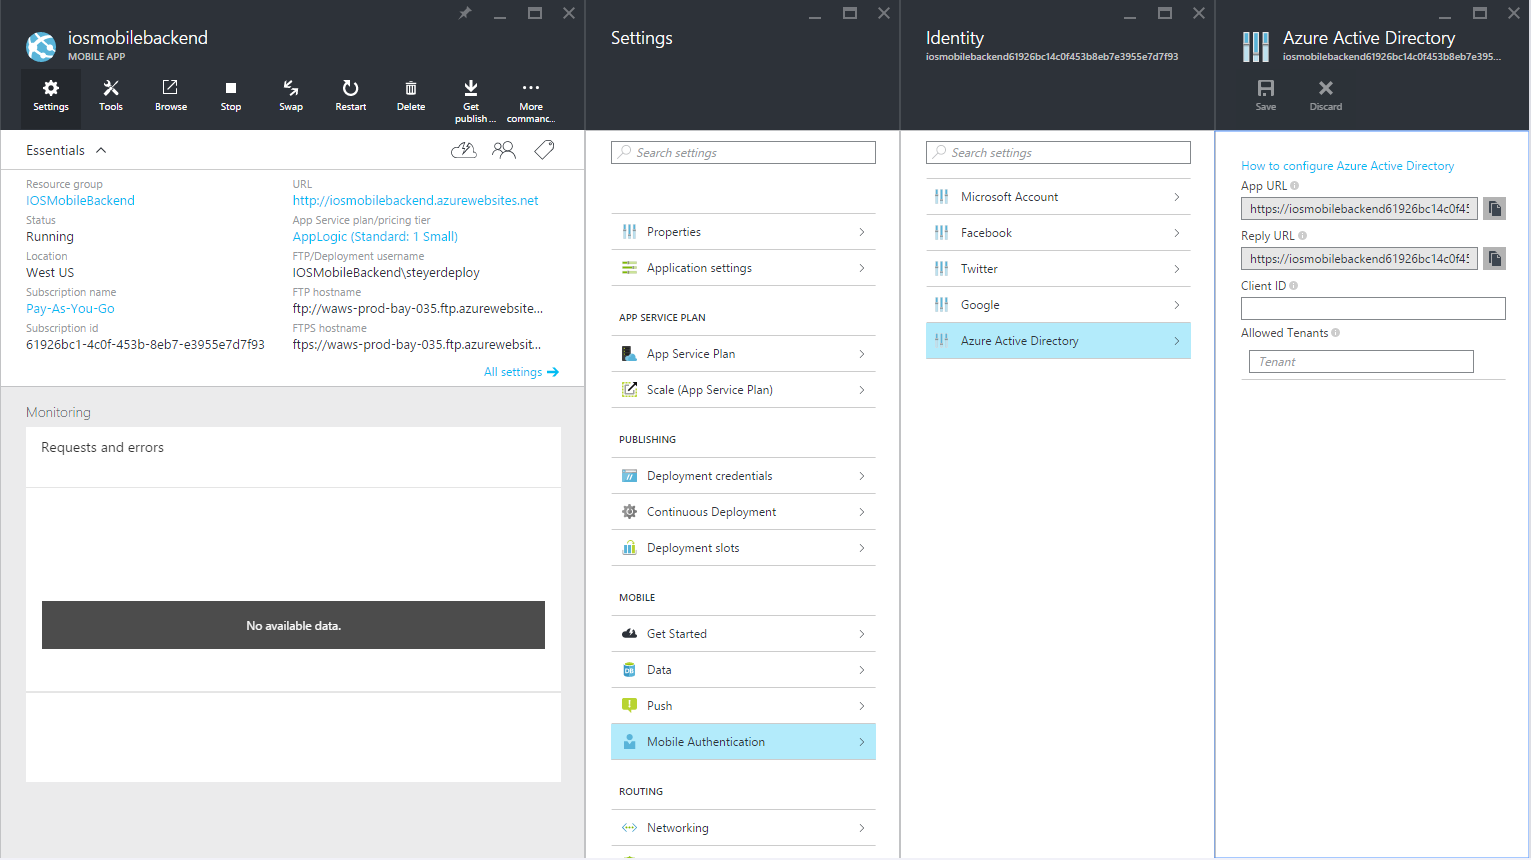 iosmobilebackend
MOBILE APP
Settings
Tools
Browse
Stop
Swap
Restart
Delete
Get
publish ...
More
commanc...
Essentials
Resource group
IOSMobileBackend
Status
Running
Location
West US
Subscription name
Pay-As-You-Go
Subscription id
61926bc1-4c0f-453b-8eb7-e3955e7d7f93
URL
http://iosmobilebackend.azurewebsites.net
App Service plan/pricing tier
AppLogic (Standard: 1 Small)
FTP/Deployment username
IOSMobileBackend\steyerdeploy
FTP hostname
ftp://waws-prod-bay-035.ftp.azurewebsite...
FTPS hostname
ftps://waws-prod-bay-035.ftp.azurewebsit...
All settings
Monitoring
Requests and errors
No available data.
Settings
Search settings
Properties
Application settings
APP SERVICE PLAN
App Service Plan
Scale (App Service Plan)
PUBLISHING
Deployment credentials
Continuous Deployment
Deployment slots
MOBILE
Get Started
Data
Push
Mobile Authentication
ROUTING
Networking
Identity
iosmobilebackend61926bc14c0f453b8eb7e3955e7d7f93
Search settings
Microsoft Account
Facebook
Twitter
Google
Azure Active Directory
Azure Active Directory
iosmobilebackend61926bc14c0f453b8eb7e395...
Save
Discard
How to configure Azure Active Directory
App URL
https://iosmobilebackend61926bc14c0f45
Reply URL
https://iosmobilebackend61926bc14c0f45
Client ID
Allowed Tenants
Tenant